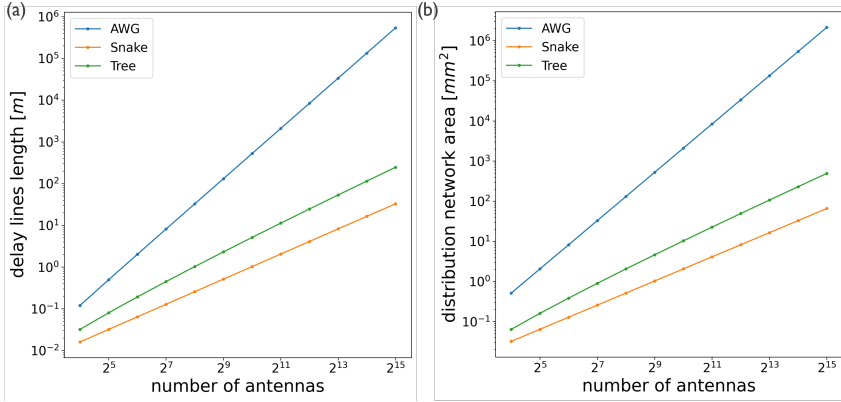 (a)
10^6
10^5
10^4
10^3
10^2
10^1
10^0
10^-1
10^-2
delay lines length [m]
AWG
Snake
Tree
2^5 2^7 2^9 2^11 2^13 2^15
number of antennas
(b)
10^6
10^5
10^4
10^3
10^2
10^1
10^0
10^-1
distribution network area [mm^2]
AWG
Snake
Tree
2^5 2^7 2^9 2^11 2^13 2^15
number of antennas